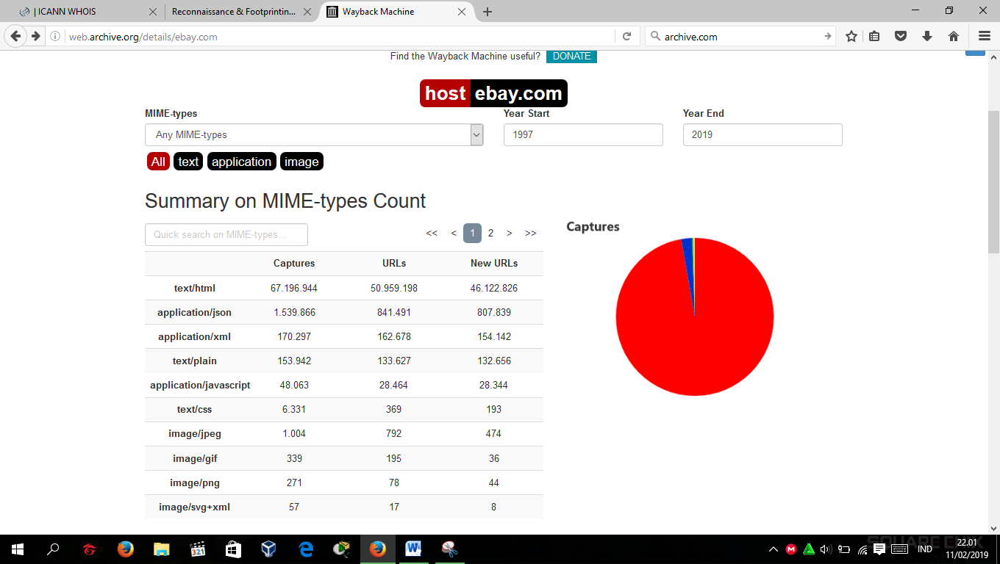 | ICANN WHOIS
Reconnaissance & Footprintin...
Wayback Machine
web.archive.org/details/ebay.com
archive.com
Find the Wayback Machine useful? DONATE
host ebay.com
MIME-types Year Start Year End
Any MIME-types 1997 2019
All text application image
Summary on MIME-types Count
Quick search on MIME-types... << < 1 2 > >>
Captures
Captures URLs New URLs
text/html 67.196.944 50.959.198 46.122.826
application/json 1.539.866 841.491 807.839
application/xml 170.297 162.678 154.142
text/plain 153.942 133.627 132.656
application/javascript 48.063 28.464 28.344
text/css 6.331 369 193
image/jpeg 1.004 792 474
image/gif 339 195 36
image/png 271 78 44
image/svg+xml 57 17 8
321
IND
22.01
11/02/2019